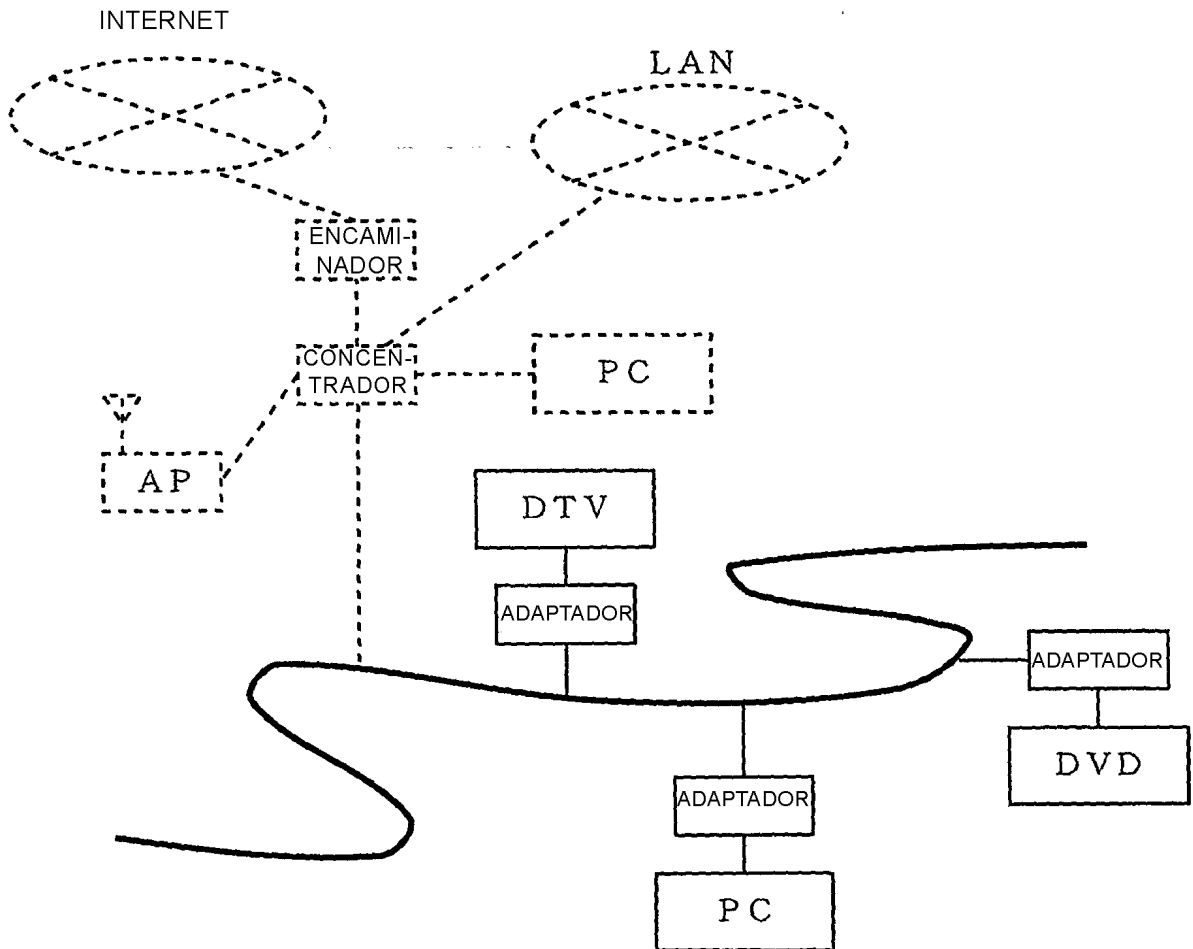 INTERNET
LAN
ENCAMI-
NADOR
CONCEN-
TRADOR
PC
AP
DTV
ADAPTADOR
ADAPTADOR
DVD
ADAPTADOR
PC